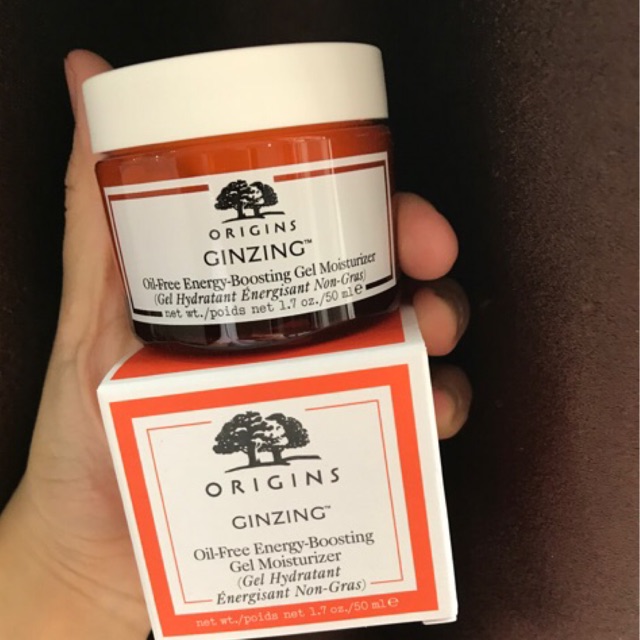 ORIGINS
GINZING™
Oil-Free Energy-Boosting Gel Moisturizer
(Gel Hydratant Énergisant Non-Gras)
net wt./poids net 1.7 oz./50 ml℮
ORIGINS
GINZING™
Oil-Free Energy-Boosting
Gel Moisturizer
(Gel Hydratant
Énergisant Non-Gras)
net wt./poids net 1.7 oz./50 ml℮